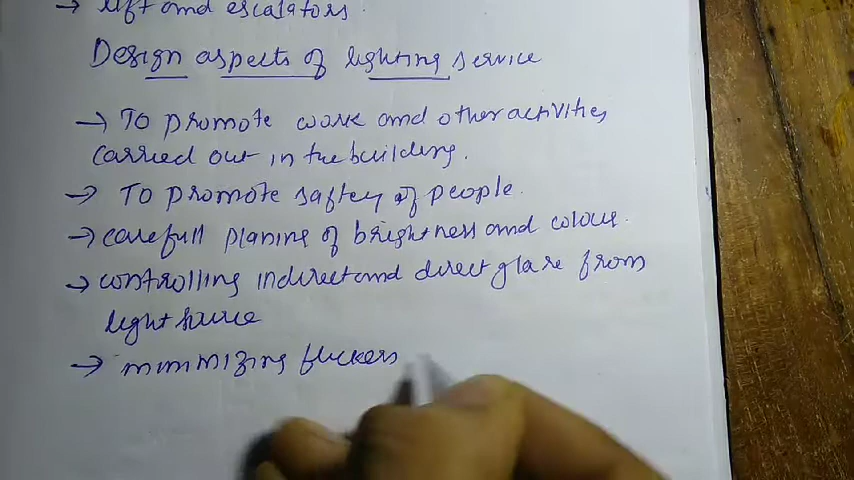 → lift and escalators.
Design aspects of lighting service
→ To promote work and other activities
carried out in the building.
→ To promote saftey of people.
→ carefull planing of brightness and colour.
→ controlling indirect and direct glare from
light source
→ minimizing flickers